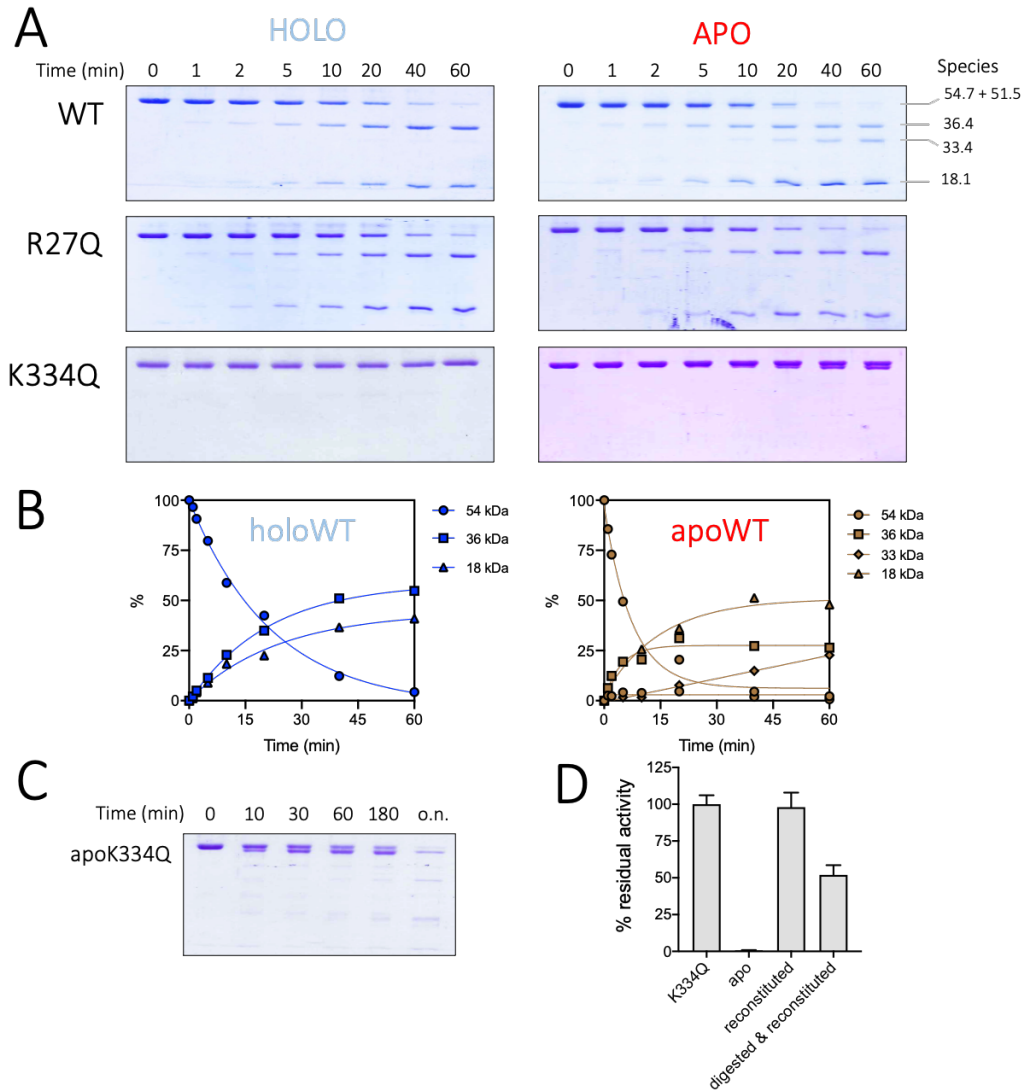 A
HOLO
APO
Time (min) 0 1 2 5 10 20 40 60
0 1 2 5 10 20 40 60
Species
WT
54.7 + 51.5
36.4
33.4
18.1
R27Q
K334Q
B
100
75
50
25
0
%
holoWT
0 15 30 45 60
Time (min)
54 kDa
36 kDa
18 kDa
100
75
50
25
0
%
apoWT
0 15 30 45 60
Time (min)
54 kDa
36 kDa
33 kDa
18 kDa
C
Time (min) 0 10 30 60 180 o.n.
apoK334Q
D
125
100
75
50
25
0
% residual activity
K334Q
apo
reconstituted
digested & reconstituted